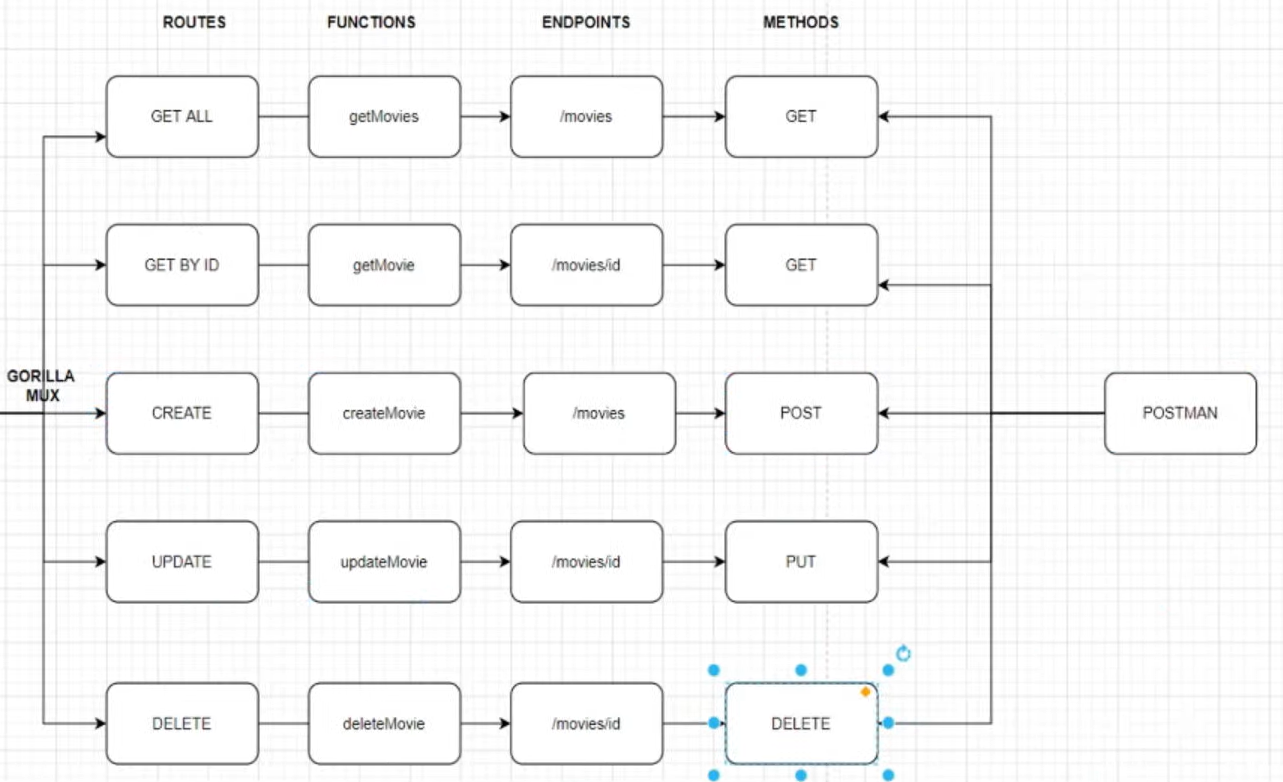 ROUTES FUNCTIONS ENDPOINTS METHODS
GET ALL getMovies /movies GET
GET BY ID getMovie /movies/id GET
GORILLA
MUX
CREATE createMovie /movies POST POSTMAN
UPDATE updateMovie /movies/id PUT
DELETE deleteMovie /movies/id DELETE